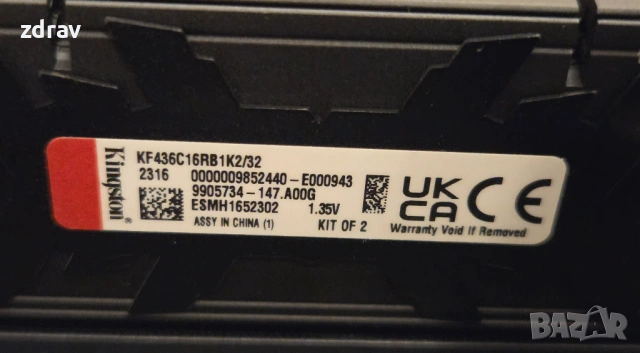 zdrav
Kingston®
KF436C16RB1K2/32
2316 0000009852440-E000943
9905734-147.A00G
ESMH1652302 1.35V
ASSY IN CHINA (1) KIT OF 2
UK
CA
CE
Warranty Void If Removed
BAZAR